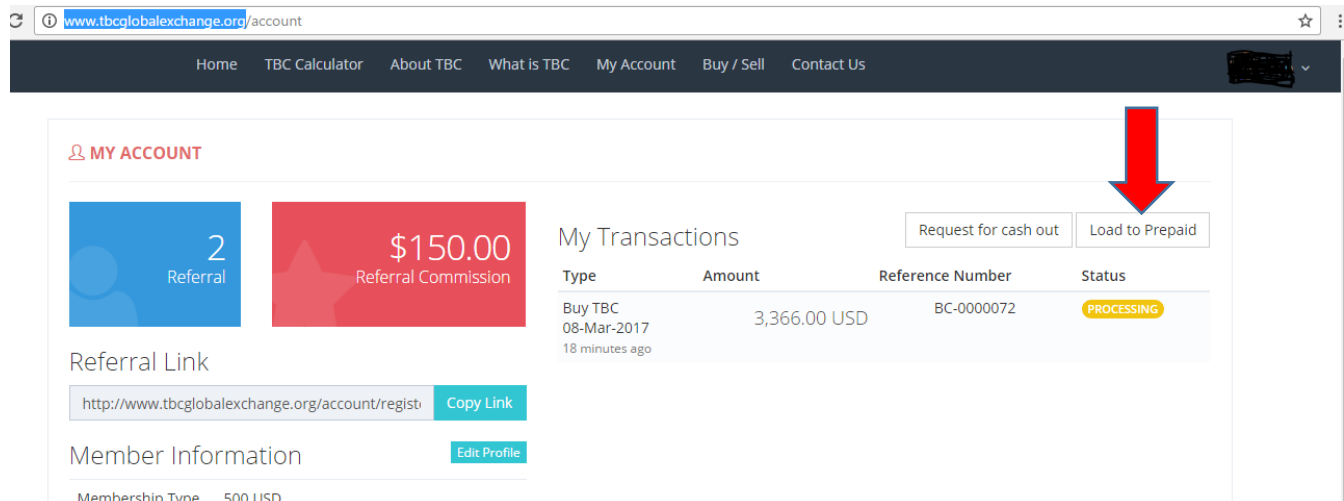 www.tbcglobalexchange.org/account
Home TBC Calculator About TBC What is TBC My Account Buy / Sell Contact Us
MY ACCOUNT
2
Referral
$150.00
Referral Commission
Referral Link
http://www.tbcglobalexchange.org/account/regist
Copy Link
Member Information
Edit Profile
Membership Type 500 USD
My Transactions
Request for cash out
Load to Prepaid
Type Amount Reference Number Status
Buy TBC 3,366.00 USD BC-0000072 PROCESSING
08-Mar-2017
18 minutes ago